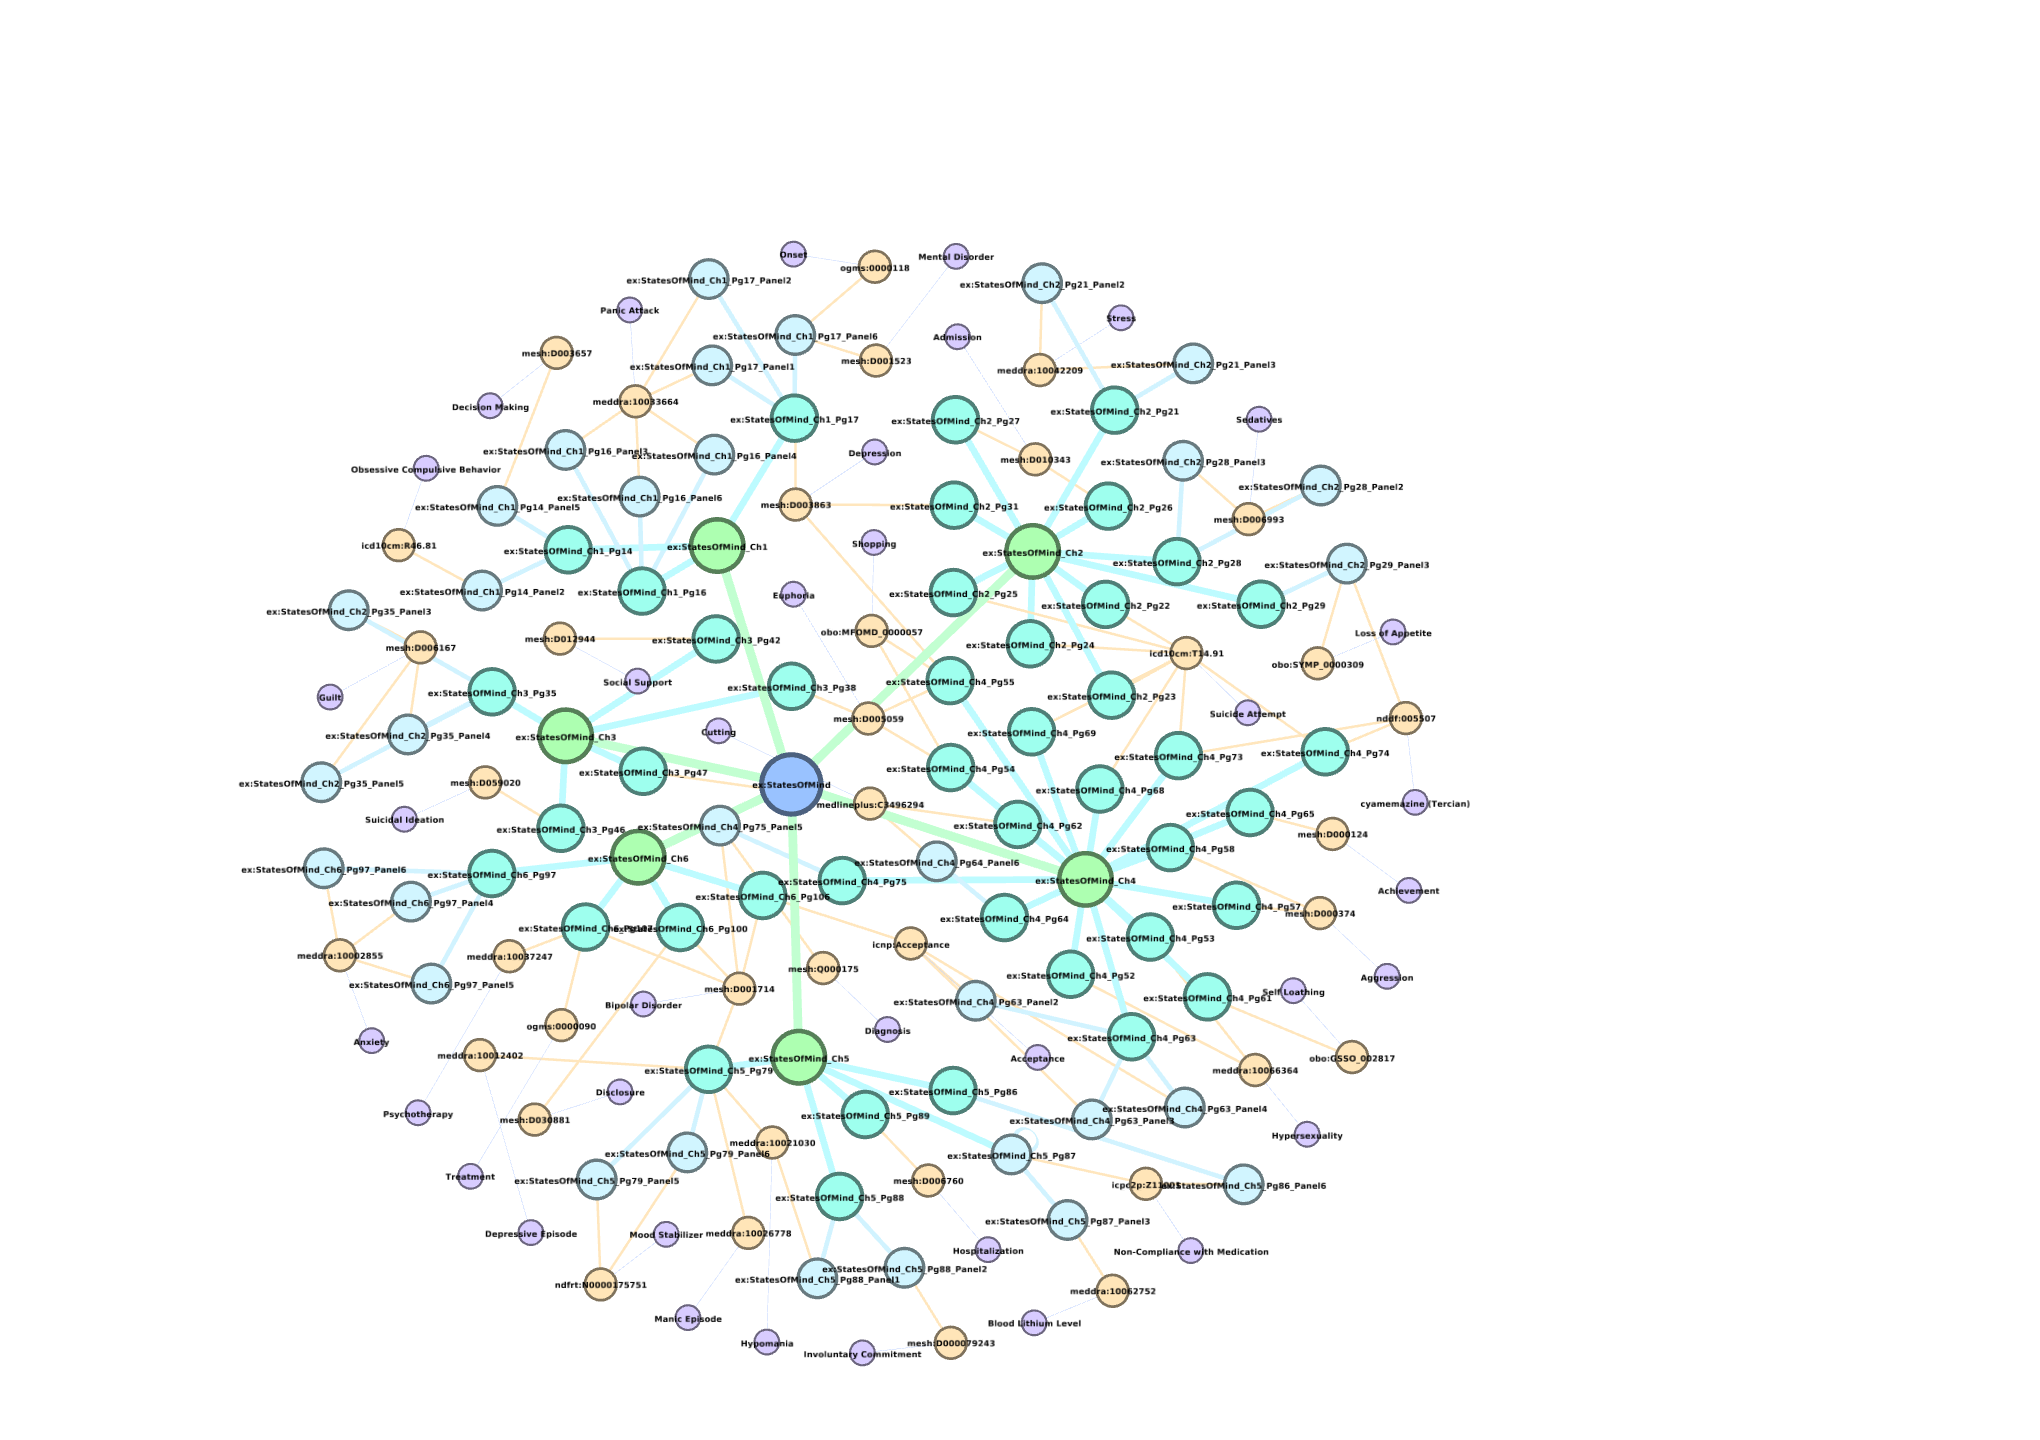 Onset
Mental Disorder
ogms:0000118
ex:StatesOfMind_Ch1_Pg17_Panel2
ex:StatesOfMind_Ch2_Pg21_Panel2
Panic Attack
Stress
ex:StatesOfMind_Ch1_Pg17_Panel6
Admission
mesh:D003657
mesh:D001523
ex:StatesOfMind_Ch1_Pg17_Panel1
meddra:10042209
ex:StatesOfMind_Ch2_Pg21_Panel3
meddra:10033664
Decision Making
ex:StatesOfMind_Ch1_Pg17
ex:StatesOfMind_Ch2_Pg27
ex:StatesOfMind_Ch2_Pg21
Sedatives
ex:StatesOfMind_Ch1_Pg16_Panel3
ex:StatesOfMind_Ch1_Pg16_Panel4
Depression
mesh:D010343
ex:StatesOfMind_Ch2_Pg28_Panel3
Obsessive Compulsive Behavior
ex:StatesOfMind_Ch1_Pg16_Panel6
ex:StatesOfMind_Ch2_Pg28_Panel2
ex:StatesOfMind_Ch1_Pg14_Panel5
mesh:D003863
ex:StatesOfMind_Ch2_Pg31
ex:StatesOfMind_Ch2_Pg26
mesh:D006993
icd10cm:R46.81
ex:StatesOfMind_Ch1_Pg14
ex:StatesOfMind_Ch1
Shopping
ex:StatesOfMind_Ch2
ex:StatesOfMind_Ch2_Pg28
ex:StatesOfMind_Ch2_Pg29_Panel3
ex:StatesOfMind_Ch1_Pg14_Panel2
ex:StatesOfMind_Ch1_Pg16
Euphoria
ex:StatesOfMind_Ch2_Pg25
ex:StatesOfMind_Ch2_Pg22
ex:StatesOfMind_Ch2_Pg29
ex:StatesOfMind_Ch2_Pg35_Panel3
mesh:D012944
ex:StatesOfMind_Ch3_Pg42
obo:MFOMD_0000057
ex:StatesOfMind_Ch2_Pg24
Loss of Appetite
mesh:D006167
icd10cm:T14.91
obo:SYMP_0000309
Social Support
ex:StatesOfMind_Ch3_Pg38
ex:StatesOfMind_Ch4_Pg55
Guilt
ex:StatesOfMind_Ch3_Pg35
ex:StatesOfMind_Ch2_Pg23
Suicide Attempt
nddf:005507
mesh:D005059
Cutting
ex:StatesOfMind_Ch2_Pg35_Panel4
ex:StatesOfMind_Ch3
ex:StatesOfMind_Ch4_Pg69
ex:StatesOfMind_Ch4_Pg73
ex:StatesOfMind_Ch4_Pg74
ex:StatesOfMind_Ch2_Pg35_Panel5
mesh:D059020
ex:StatesOfMind_Ch3_Pg47
ex:StatesOfMind
ex:StatesOfMind_Ch4_Pg54
ex:StatesOfMind_Ch4_Pg68
medlineplus:C3496294
cyamemazine (Tercian)
Suicidal Ideation
ex:StatesOfMind_Ch3_Pg46
ex:StatesOfMind_Ch4_Pg75_Panel5
ex:StatesOfMind_Ch4_Pg62
ex:StatesOfMind_Ch4_Pg65
mesh:D000124
ex:StatesOfMind_Ch6
ex:StatesOfMind_Ch4_Pg58
ex:StatesOfMind_Ch6_Pg97_Panel6
ex:StatesOfMind_Ch6_Pg97
ex:StatesOfMind_Ch4_Pg75
ex:StatesOfMind_Ch4_Pg64_Panel6
ex:StatesOfMind_Ch4
Achievement
ex:StatesOfMind_Ch6_Pg97_Panel4
ex:StatesOfMind_Ch6_Pg106
ex:StatesOfMind_Ch4_Pg64
ex:StatesOfMind_Ch4_Pg57
mesh:D000374
ex:StatesOfMind_Ch6_Pg100
icnp:Acceptance
ex:StatesOfMind_Ch4_Pg53
meddra:10002855
meddra:10037247
mesh:Q000175
ex:StatesOfMind_Ch4_Pg52
Aggression
ex:StatesOfMind_Ch6_Pg97_Panel5
mesh:D001714
Bipolar Disorder
ex:StatesOfMind_Ch4_Pg63_Panel2
ex:StatesOfMind_Ch4_Pg61
Self Loathing
ogms:0000090
Diagnosis
Anxiety
meddra:10012402
ex:StatesOfMind_Ch5
ex:StatesOfMind_Ch4_Pg63
Acceptance
obo:GSSO_002817
ex:StatesOfMind_Ch5_Pg79
meddra:10066364
Disclosure
ex:StatesOfMind_Ch5_Pg86
Psychotherapy
mesh:D030881
ex:StatesOfMind_Ch5_Pg89
ex:StatesOfMind_Ch4_Pg63_Panel4
ex:StatesOfMind_Ch4_Pg63_Panel3
Hypersexuality
meddra:10021030
ex:StatesOfMind_Ch5_Pg79_Panel6
ex:StatesOfMind_Ch5_Pg87
Treatment
ex:StatesOfMind_Ch5_Pg79_Panel5
mesh:D006760
ex:StatesOfMind_Ch5_Pg86_Panel6
ex:StatesOfMind_Ch5_Pg88
ex:StatesOfMind_Ch5_Pg87_Panel3
Depressive Episode
Mood Stabilizer
meddra:10026778
Hospitalization
Non-Compliance with Medication
ndfrt:N0000175751
ex:StatesOfMind_Ch5_Pg88_Panel2
ex:StatesOfMind_Ch5_Pg88_Panel1
meddra:10062752
Manic Episode
Blood Lithium Level
Hypomania
mesh:D000079243
Involuntary Commitment